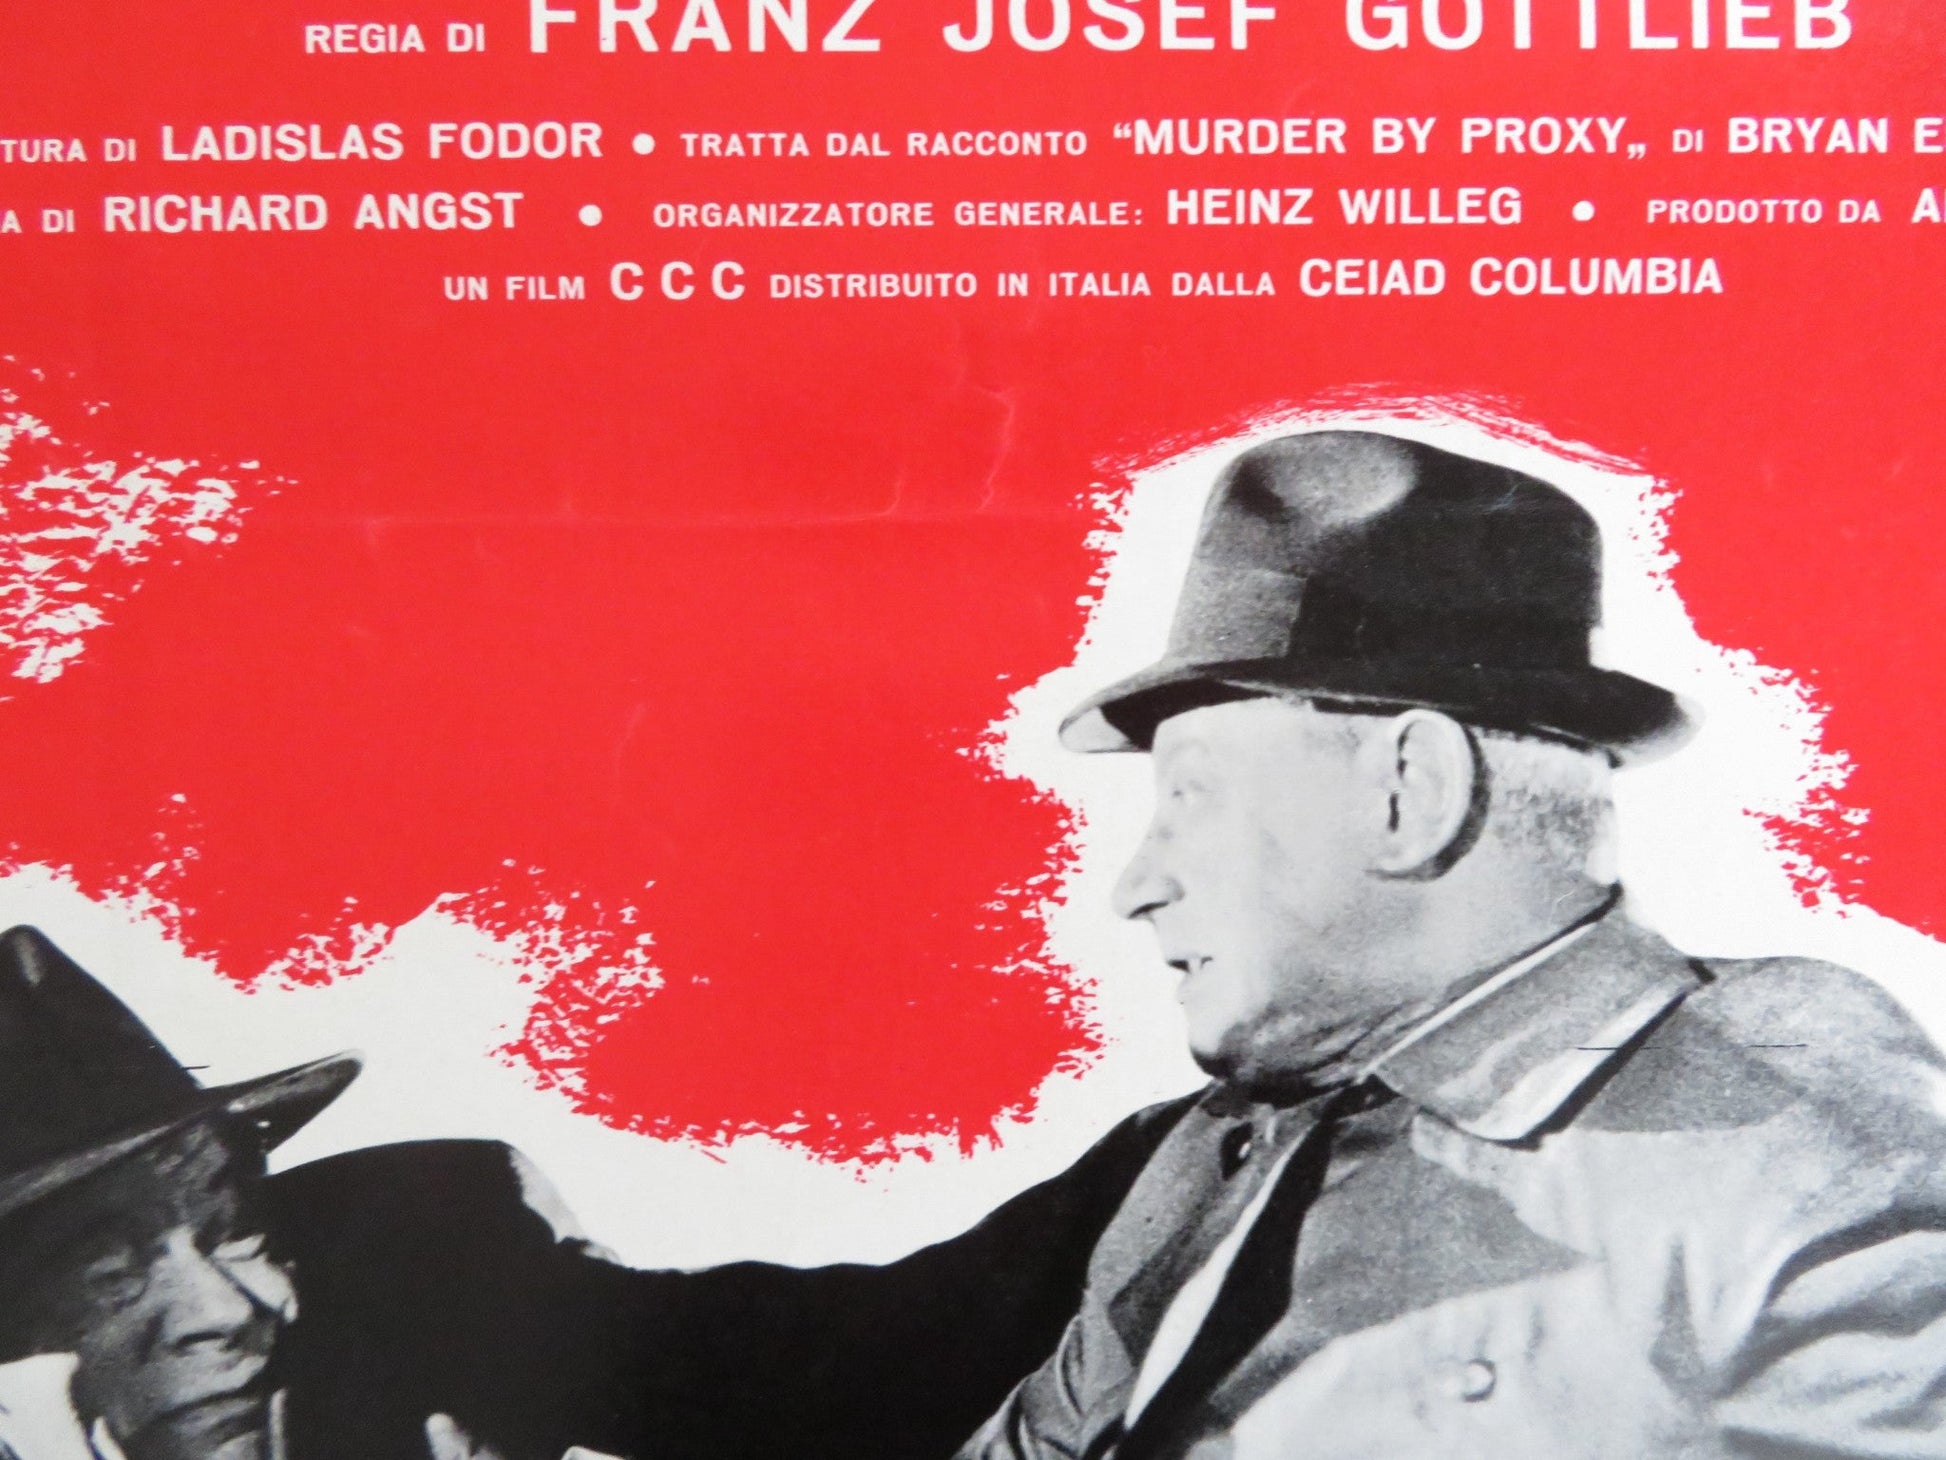 REGIA DI FRANZ JOSEF GOTTLIEB
TURA DI LADISLAS FODOR • TRATTA DAL RACCONTO “MURDER BY PROXY„ DI BRYAN E
A DI RICHARD ANGST • ORGANIZZATORE GENERALE: HEINZ WILLEG • PRODOTTO DA A
UN FILM CCC DISTRIBUITO IN ITALIA DALLA CEIAD COLUMBIA